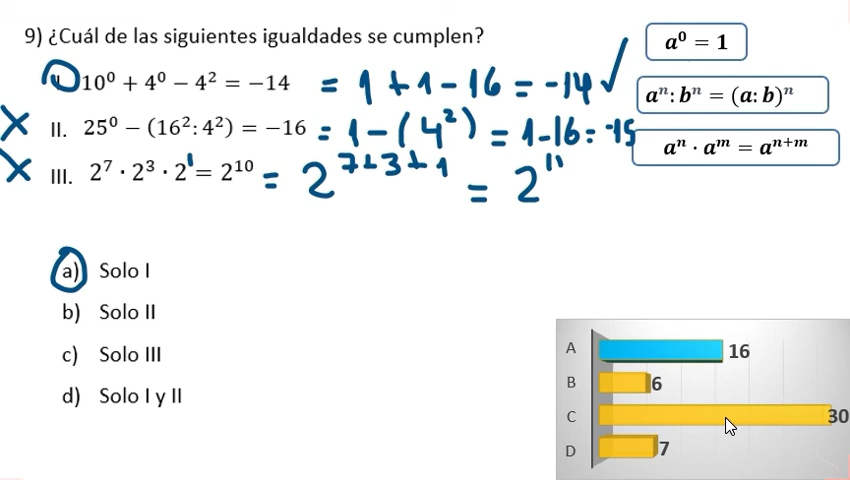 9) ¿Cuál de las siguientes igualdades se cumplen?
a⁰ = 1
I. 10⁰ + 4⁰ − 4² = −14 = 1 + 1 - 16 = -14 ✓
aⁿ: bⁿ = (a: b)ⁿ
X II. 25⁰ − (16²: 4²) = −16 = 1 - (4²) = 1-16 = -15
aⁿ · aᵐ = aⁿ⁺ᵐ
X III. 2⁷ · 2³ · 2¹ = 2¹⁰ = 2⁷⁺³⁺¹ = 2¹¹
a) Solo I
b) Solo II
c) Solo III
d) Solo I y II
A 16
B 6
C 30
D 7